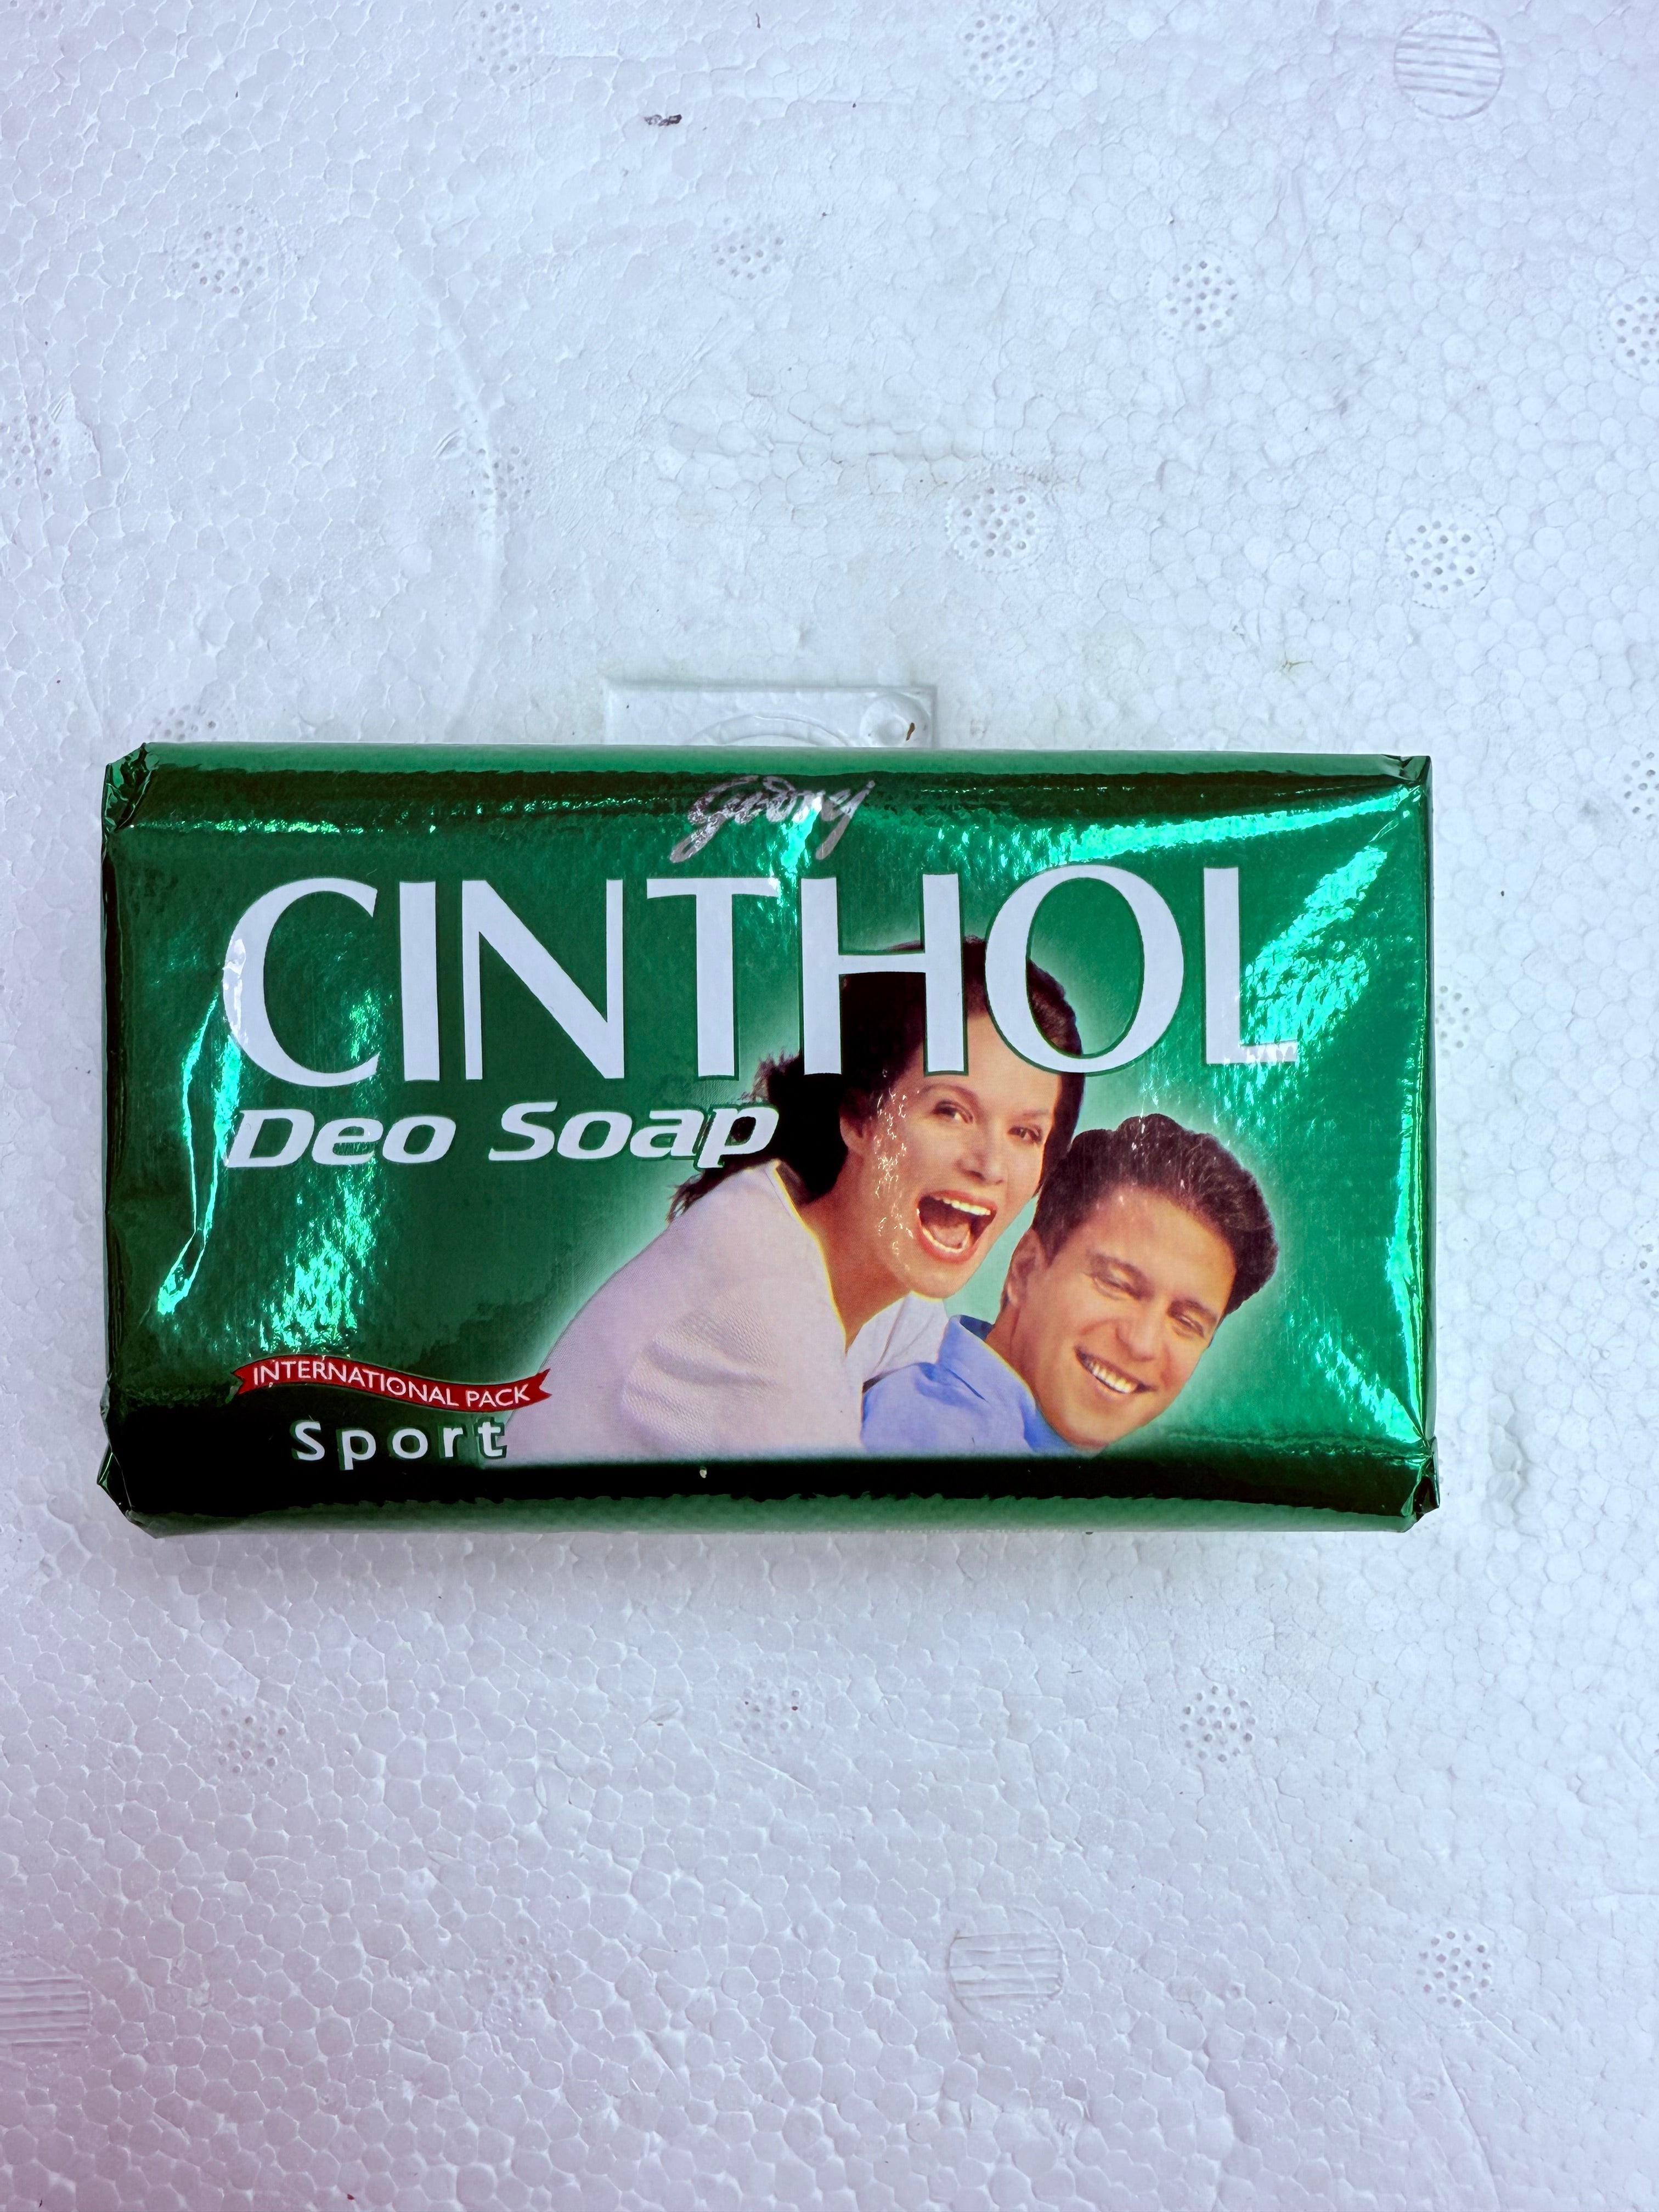 Godrej
CINTHOL
Deo Soap
INTERNATIONAL PACK
Sport